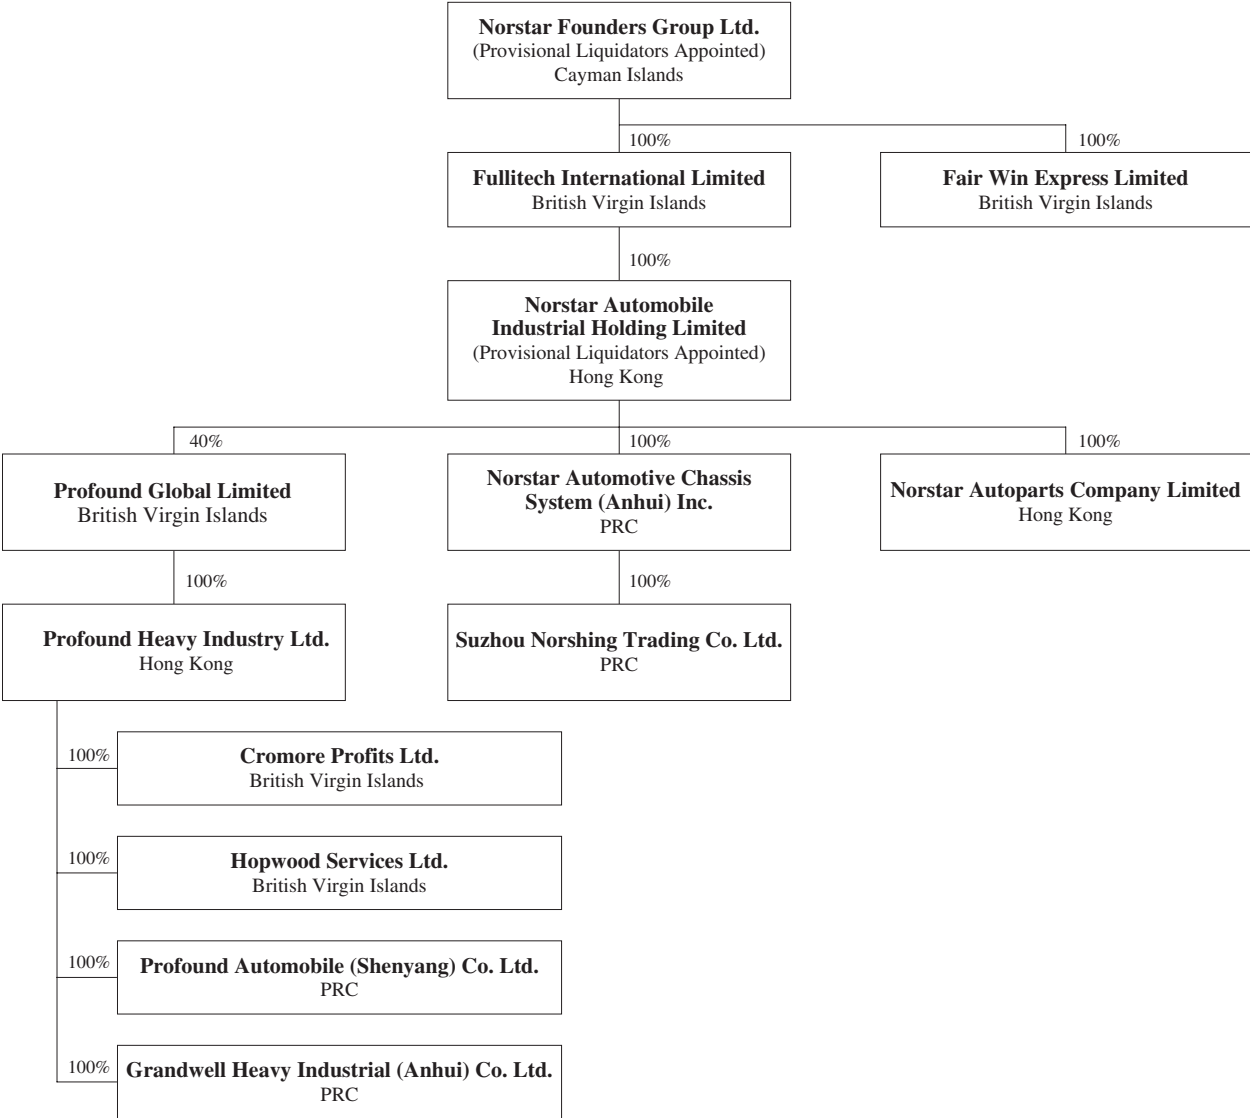 Norstar Founders Group Ltd.
(Provisional Liquidators Appointed)
Cayman Islands
100%
100%
Fullitech International Limited
British Virgin Islands
Fair Win Express Limited
British Virgin Islands
100%
Norstar Automobile
Industrial Holding Limited
(Provisional Liquidators Appointed)
Hong Kong
40%
100%
100%
Profound Global Limited
British Virgin Islands
Norstar Automotive Chassis
System (Anhui) Inc.
PRC
Norstar Autoparts Company Limited
Hong Kong
100%
100%
Profound Heavy Industry Ltd.
Hong Kong
Suzhou Norshing Trading Co. Ltd.
PRC
100%
Cromore Profits Ltd.
British Virgin Islands
100%
Hopwood Services Ltd.
British Virgin Islands
100%
Profound Automobile (Shenyang) Co. Ltd.
PRC
100%
Grandwell Heavy Industrial (Anhui) Co. Ltd.
PRC